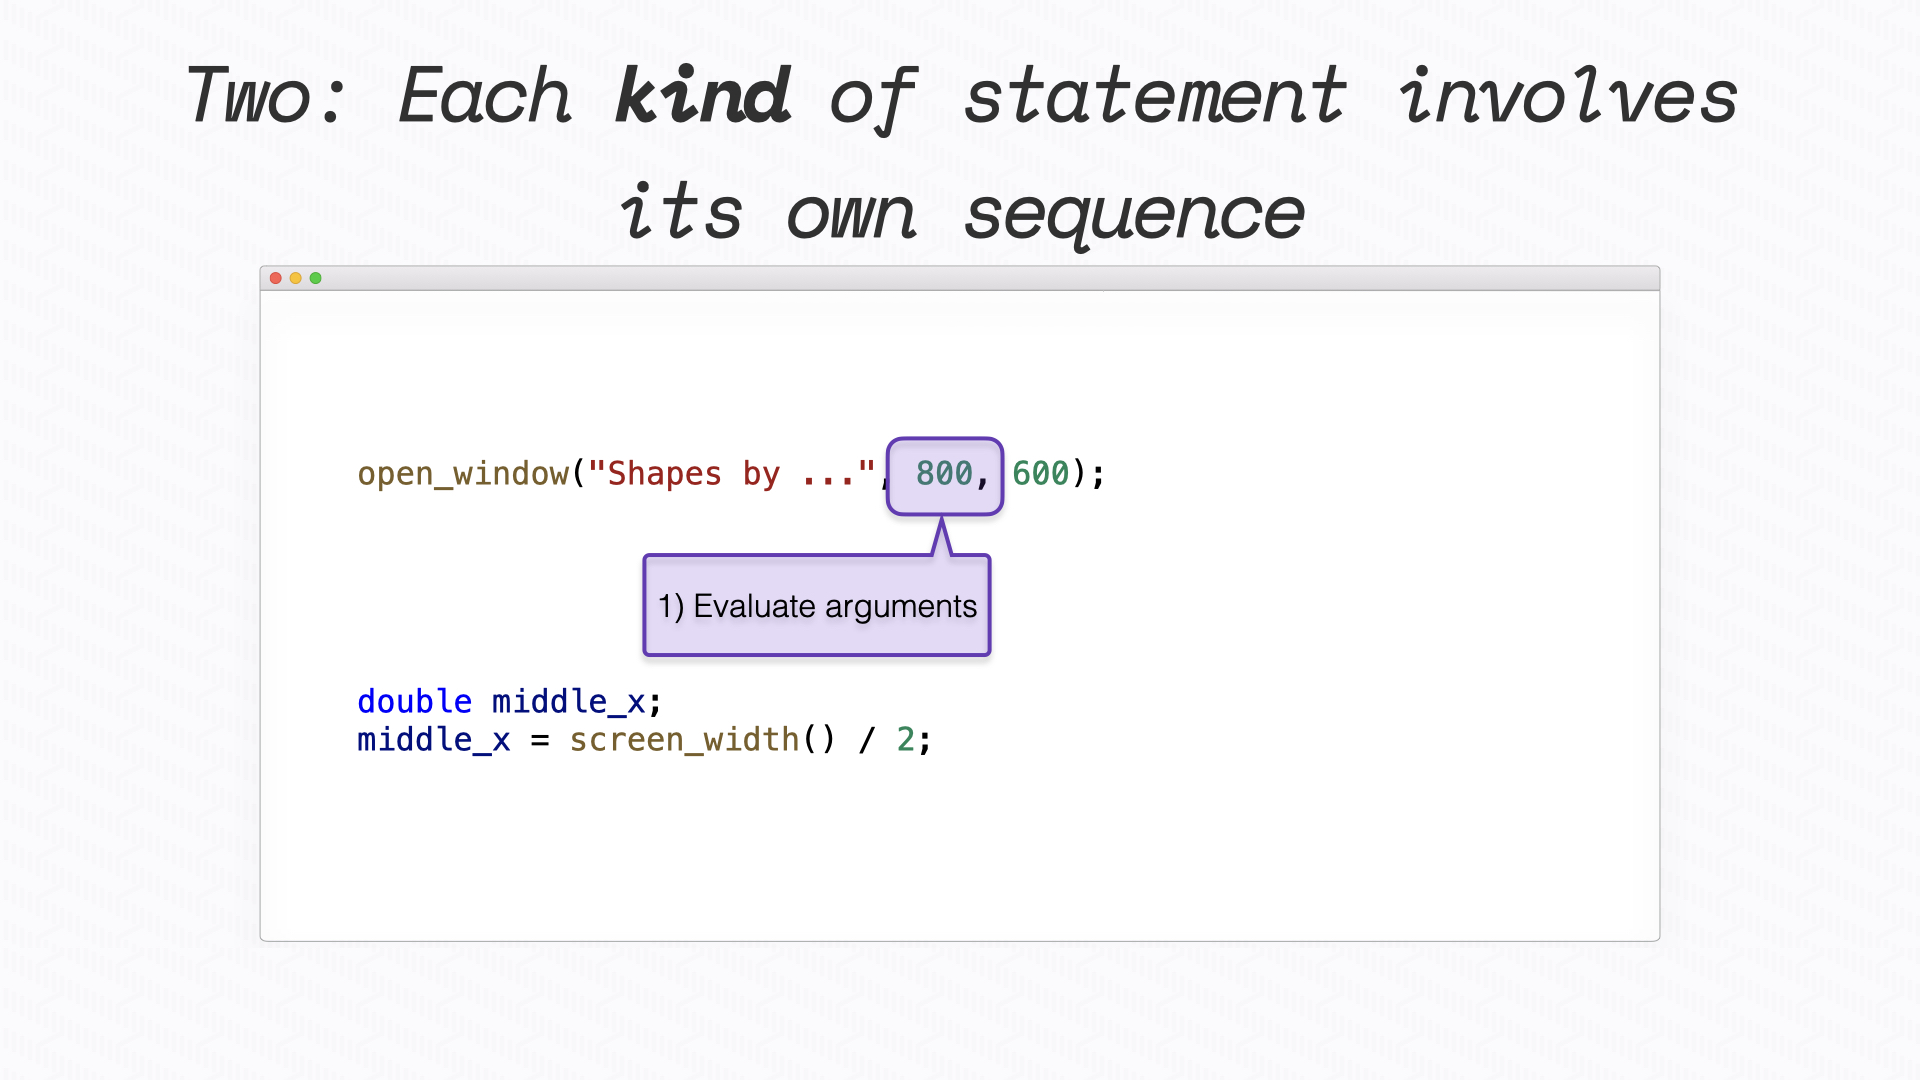 Two: Each kind of statement involves
its own sequence
open_window("Shapes by ...", 800, 600);
1) Evaluate arguments
double middle_x;
middle_x = screen_width() / 2;